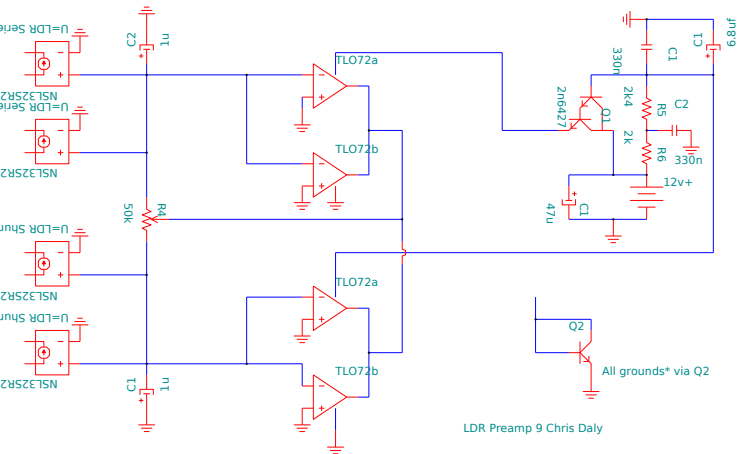 U=LDR Serie
NSL32SR2
C2
1u
TLO72a
330n
C1
C1
68uf
U=LDR Serie
NSL32SR2
TLO72b
2n6427
Q1
2k4
R5
C2
2k
R6
330n
12v+
50k
R4
47u
C1
U=LDR Shun
NSL32SR2
TLO72a
U=LDR Shun
NSL32SR2
C1
1u
TLO72b
Q2
All grounds* via Q2
LDR Preamp 9 Chris Daly